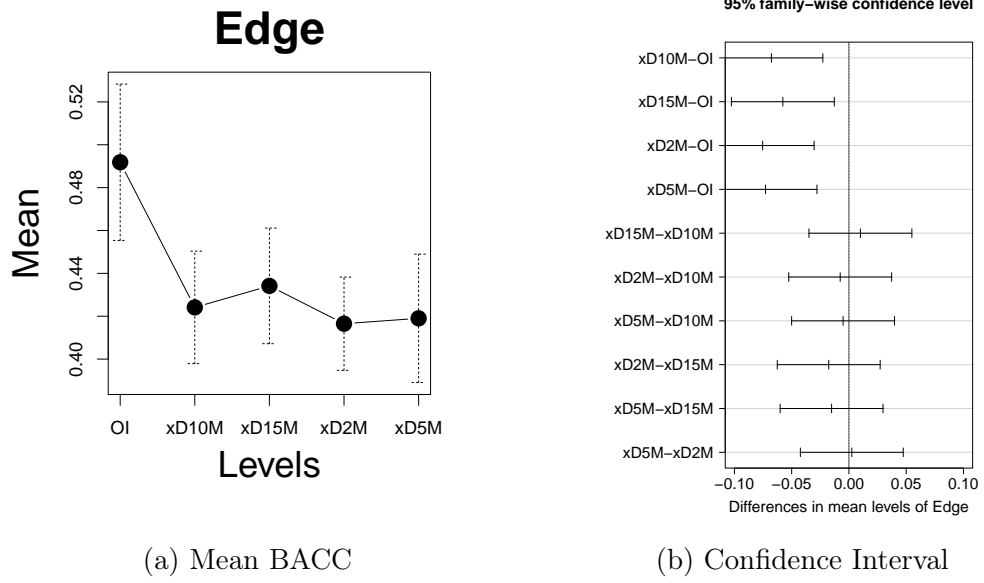 Edge
Mean
0.52
0.48
0.44
0.40
OI xD10M xD15M xD2M xD5M
Levels
(a) Mean BACC
95% family−wise confidence level
xD10M−OI
xD15M−OI
xD2M−OI
xD5M−OI
xD15M−xD10M
xD2M−xD10M
xD5M−xD10M
xD2M−xD15M
xD5M−xD15M
xD5M−xD2M
−0.10 −0.05 0.00 0.05 0.10
Differences in mean levels of Edge
(b) Confidence Interval